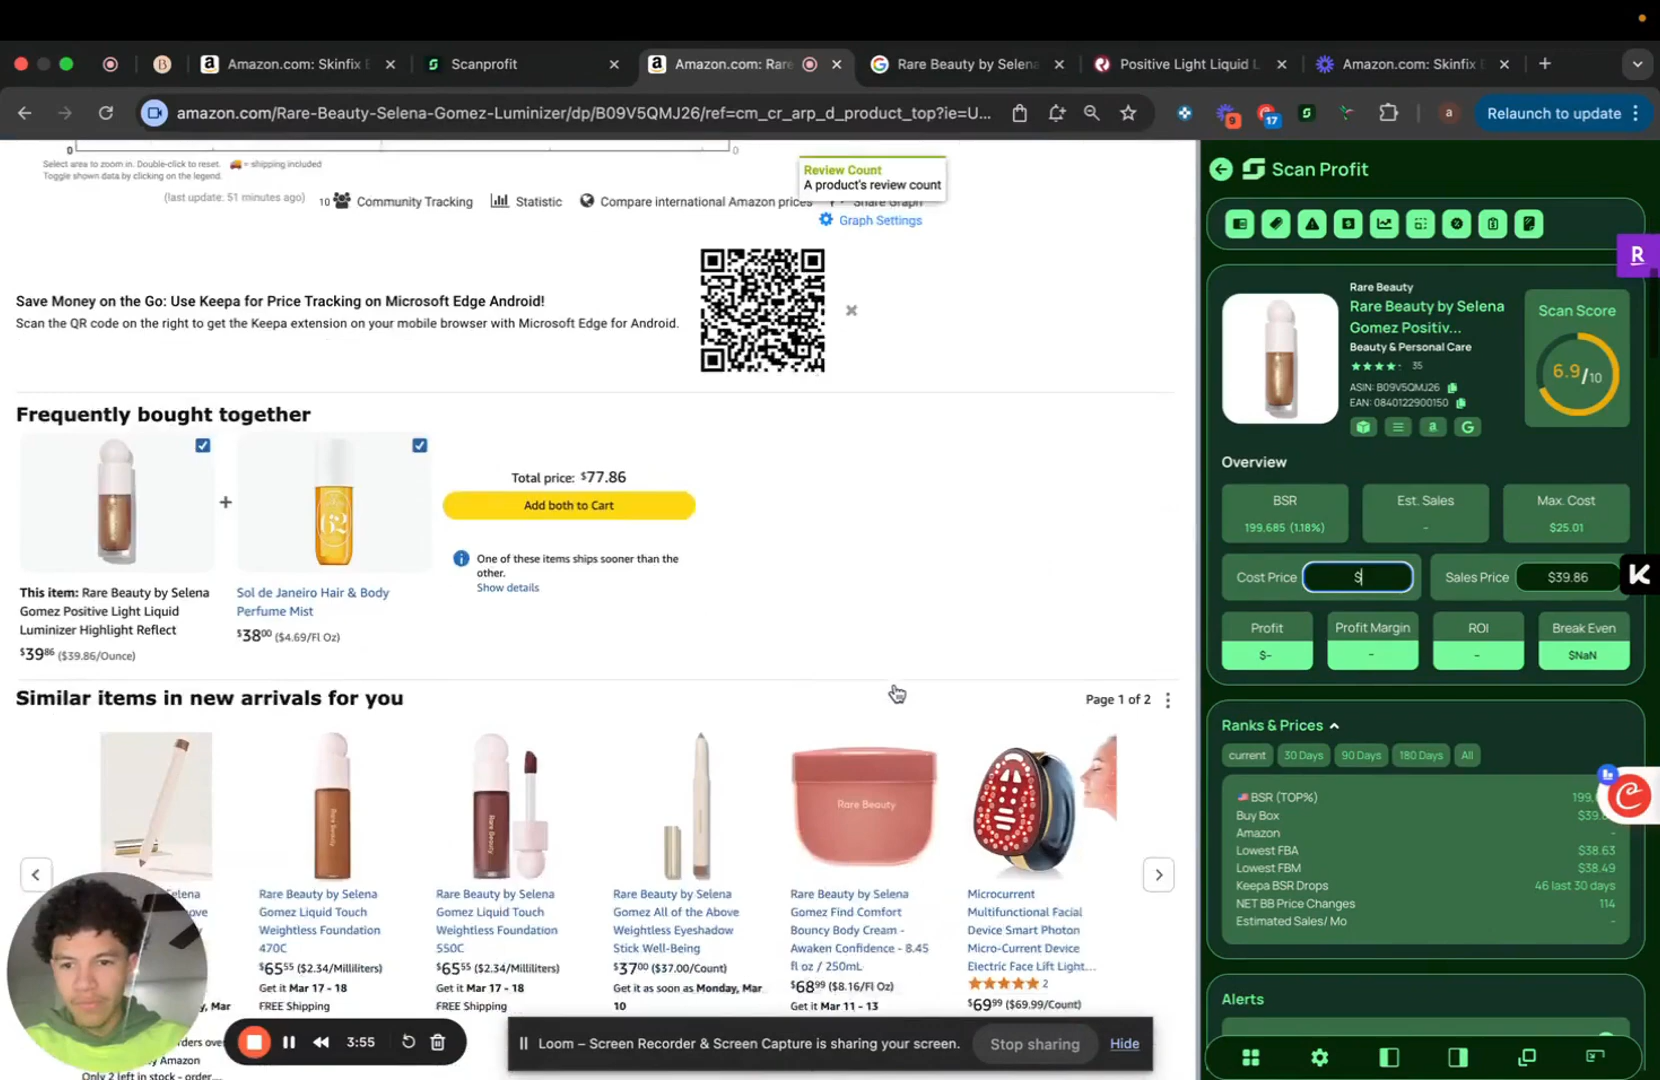 Amazon.com: Skinfix E
Scanprofit
Amazon.com: Rare
Rare Beauty by Selena
Positive Light Liquid L
Amazon.com: Skinfix E
amazon.com/Rare-Beauty-Selena-Gomez-Luminizer/dp/B09V5QMJ26/ref=cm_cr_arp_d_product_top?ie=U...
9
17
a
Relaunch to update
0
0
Select area to zoom in. Double-click to reset.
= shipping included
Toggle shown data by clicking on the legend.
(last update: 51 minutes ago)
10
Community Tracking
Statistic
Compare international Amazon prices
Share Graph
Graph Settings
Review Count
A product's review count
Save Money on the Go: Use Keepa for Price Tracking on Microsoft Edge Android!
Scan the QR code on the right to get the Keepa extension on your mobile browser with Microsoft Edge for Android.
Frequently bought together
62
+
Total price: $77.86
Add both to Cart
One of these items ships sooner than the
other.
Show details
This item: Rare Beauty by Selena
Gomez Positive Light Liquid
Luminizer Highlight Reflect
$39.86 ($39.86/Ounce)
Sol de Janeiro Hair & Body
Perfume Mist
$38.00 ($4.69/Fl Oz)
Similar items in new arrivals for you
Page 1 of 2
Rare Beauty
Rare Beauty
Rare Beauty
Selena
Rare Beauty by Selena
Gomez Liquid Touch
Weightless Foundation
470C
$65.55 ($2.34/Milliliters)
Get it Mar 17 - 18
FREE Shipping
Rare Beauty by Selena
Gomez Liquid Touch
Weightless Foundation
550C
$65.55 ($2.34/Milliliters)
Get it Mar 17 - 18
FREE Shipping
Rare Beauty by Selena
Gomez All of the Above
Weightless Eyeshadow
Stick Well-Being
$37.00 ($37.00/Count)
Get it as soon as Monday, Mar
10
Rare Beauty by Selena
Gomez Find Comfort
Bouncy Body Cream -
Awaken Confidence - 8.45
fl oz / 250mL
$68.99 ($8.16/Fl Oz)
Get it Mar 11 - 13
FREE Shipping
Microcurrent
Multifunctional Facial
Device Smart Photon
Micro-Current Device
Electric Face Lift Light...
2
$69.99 ($69.99/Count)
, Mar
orders over
Amazon
Only 2 left in stock - order
3:55
Loom – Screen Recorder & Screen Capture is sharing your screen.
Stop sharing
Hide
Scan Profit
R
Rare Beauty
Rare Beauty by Selena
Gomez Positiv...
Beauty & Personal Care
35
ASIN: B09V5QMJ26
EAN: 0840122900150
Scan Score
6.9/10
Overview
BSR
199,685 (1.18%)
Est. Sales
-
Max. Cost
$25.01
Cost Price
$
Sales Price
$39.86
Profit
$-
Profit Margin
-
ROI
-
Break Even
$NaN
Ranks & Prices
current
30 Days
90 Days
180 Days
All
BSR (TOP%)
199,
Buy Box
Amazon
-
Lowest FBA
$38.63
Lowest FBM
$38.49
Keepa BSR Drops
46 last 30 days
NET BB Price Changes
114
Estimated Sales/ Mo
-
Alerts